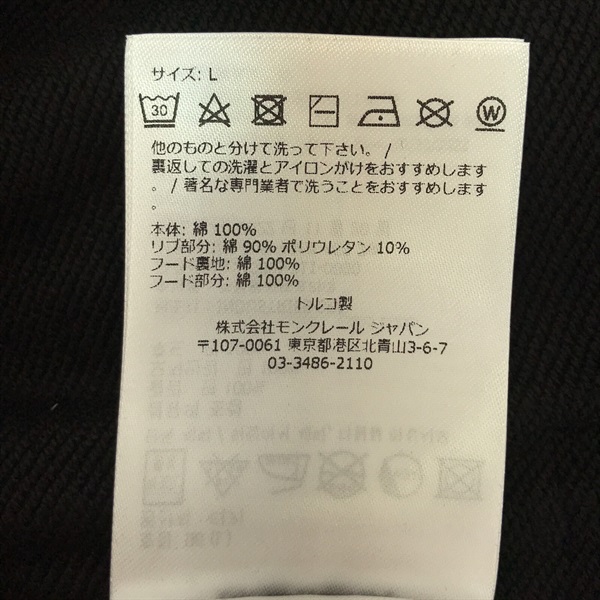 サイズ: L
30
W
他のものと分けて洗って下さい。 /
裏返しての洗濯とアイロンがけをおすすめします
。 / 著名な専門業者で洗うことをおすすめします
。
本体: 綿 100%
リブ部分: 綿 90% ポリウレタン 10%
フード裏地: 綿 100%
フード部分: 綿 100%
トルコ製
株式会社モンクレール ジャパン
〒107-0061 東京都港区北青山3-6-7
03-3486-2110